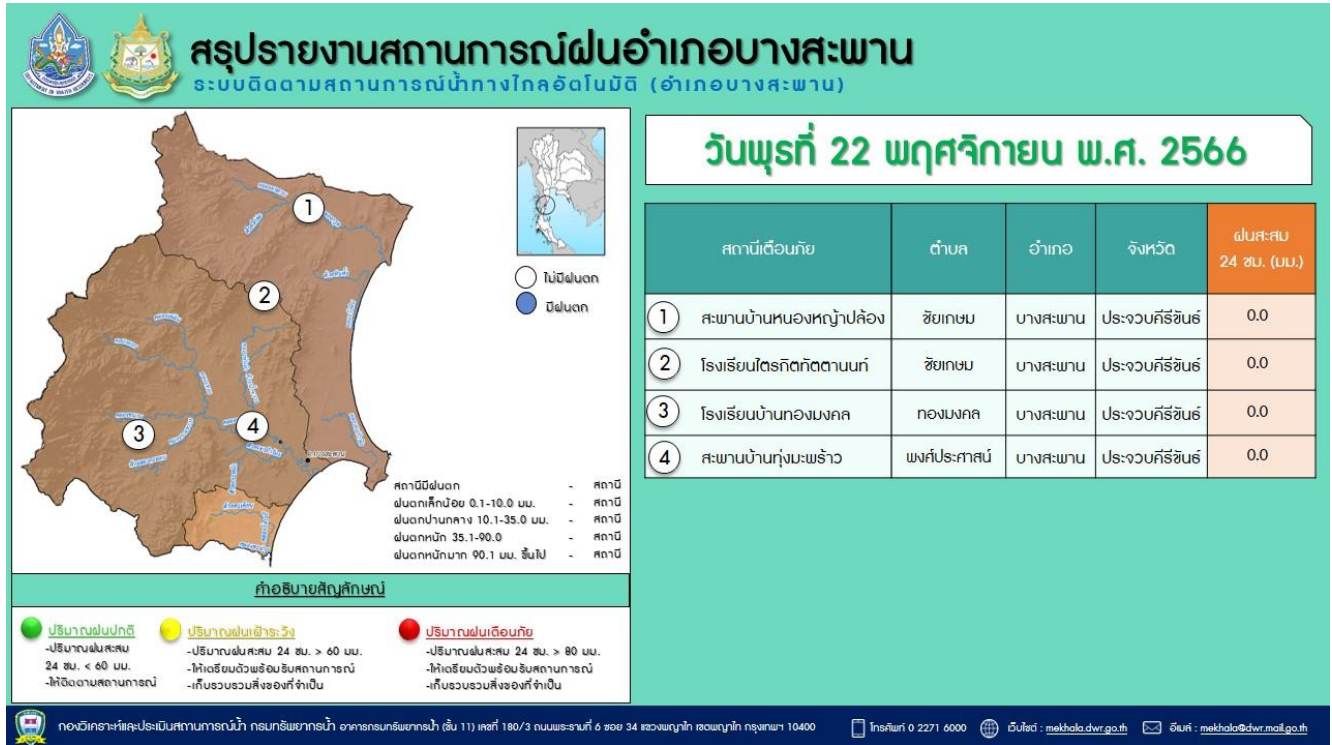 สรุปรายงานสถานการณ์ฝนอำเภอบางสะพาน
ระบบติดตามสถานการณ์น้ำทางไกลอัตโนมัติ (อำเภอบางสะพาน)
วันพุธที่ 22 พฤศจิกายน พ.ศ. 2566
1
2
3
4
ไม่มีฝนตก
มีฝนตก
สถานีมีฝนตก - สถานี
ฝนตกเล็กน้อย 0.1-10.0 มม. - สถานี
ฝนตกปานกลาง 10.1-35.0 มม. - สถานี
ฝนตกหนัก 35.1-90.0 - สถานี
ฝนตกหนักมาก 90.1 มม. ขึ้นไป - สถานี
สถานีเตือนภัย ตำบล อำเภอ จังหวัด ฝนสะสม
24 ชม. (มม.)
1 สะพานบ้านหนองหญ้าปล้อง ชัยเกษม บางสะพาน ประจวบคีรีขันธ์ 0.0
2 โรงเรียนไตรกิตทัตตานนท์ ชัยเกษม บางสะพาน ประจวบคีรีขันธ์ 0.0
3 โรงเรียนบ้านทองมงคล ทองมงคล บางสะพาน ประจวบคีรีขันธ์ 0.0
4 สะพานบ้านทุ่งมะพร้าว พงศ์ประศาสน์ บางสะพาน ประจวบคีรีขันธ์ 0.0
คำอธิบายสัญลักษณ์
ปริมาณฝนปกติ
-ปริมาณฝนสะสม
24 ชม. < 60 มม.
-ให้ติดตามสถานการณ์
ปริมาณฝนเฝ้าระวัง
-ปริมาณฝนสะสม 24 ชม. > 60 มม.
-ให้เตรียมตัวพร้อมรับสถานการณ์
-เก็บรวบรวมสิ่งของที่จำเป็น
ปริมาณฝนเตือนภัย
-ปริมาณฝนสะสม 24 ชม. > 80 มม.
-ให้เตรียมตัวพร้อมรับสถานการณ์
-เก็บรวบรวมสิ่งของที่จำเป็น
กองวิเคราะห์และประเมินสถานการณ์น้ำ กรมทรัพยากรน้ำ อาคารกรมทรัพยากรน้ำ (ชั้น 11) เลขที่ 180/3 ถนนพระรามที่ 6 ซอย 34 แขวงพญาไท เขตพญาไท กรุงเทพฯ 10400 โทรศัพท์ 0 2271 6000 เว็บไซต์ : mekhala.dwr.go.th อีเมล์ : mekhala@dwr.mail.go.th